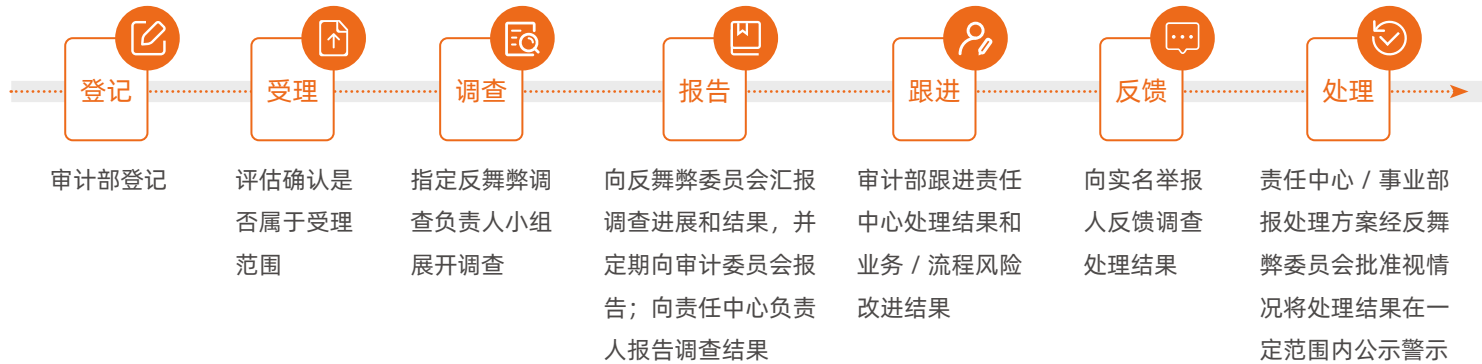 登记
受理
调查
报告
跟进
反馈
处理
审计部登记
评估确认是
否属于受理
范围
指定反舞弊调
查负责人小组
展开调查
向反舞弊委员会汇报
调查进展和结果，并
定期向审计委员会报
告；向责任中心负责
人报告调查结果
审计部跟进责任
中心处理结果和
业务 / 流程风险
改进结果
向实名举报
人反馈调查
处理结果
责任中心 / 事业部
报处理方案经反舞
弊委员会批准视情
况将处理结果在一
定范围内公示警示